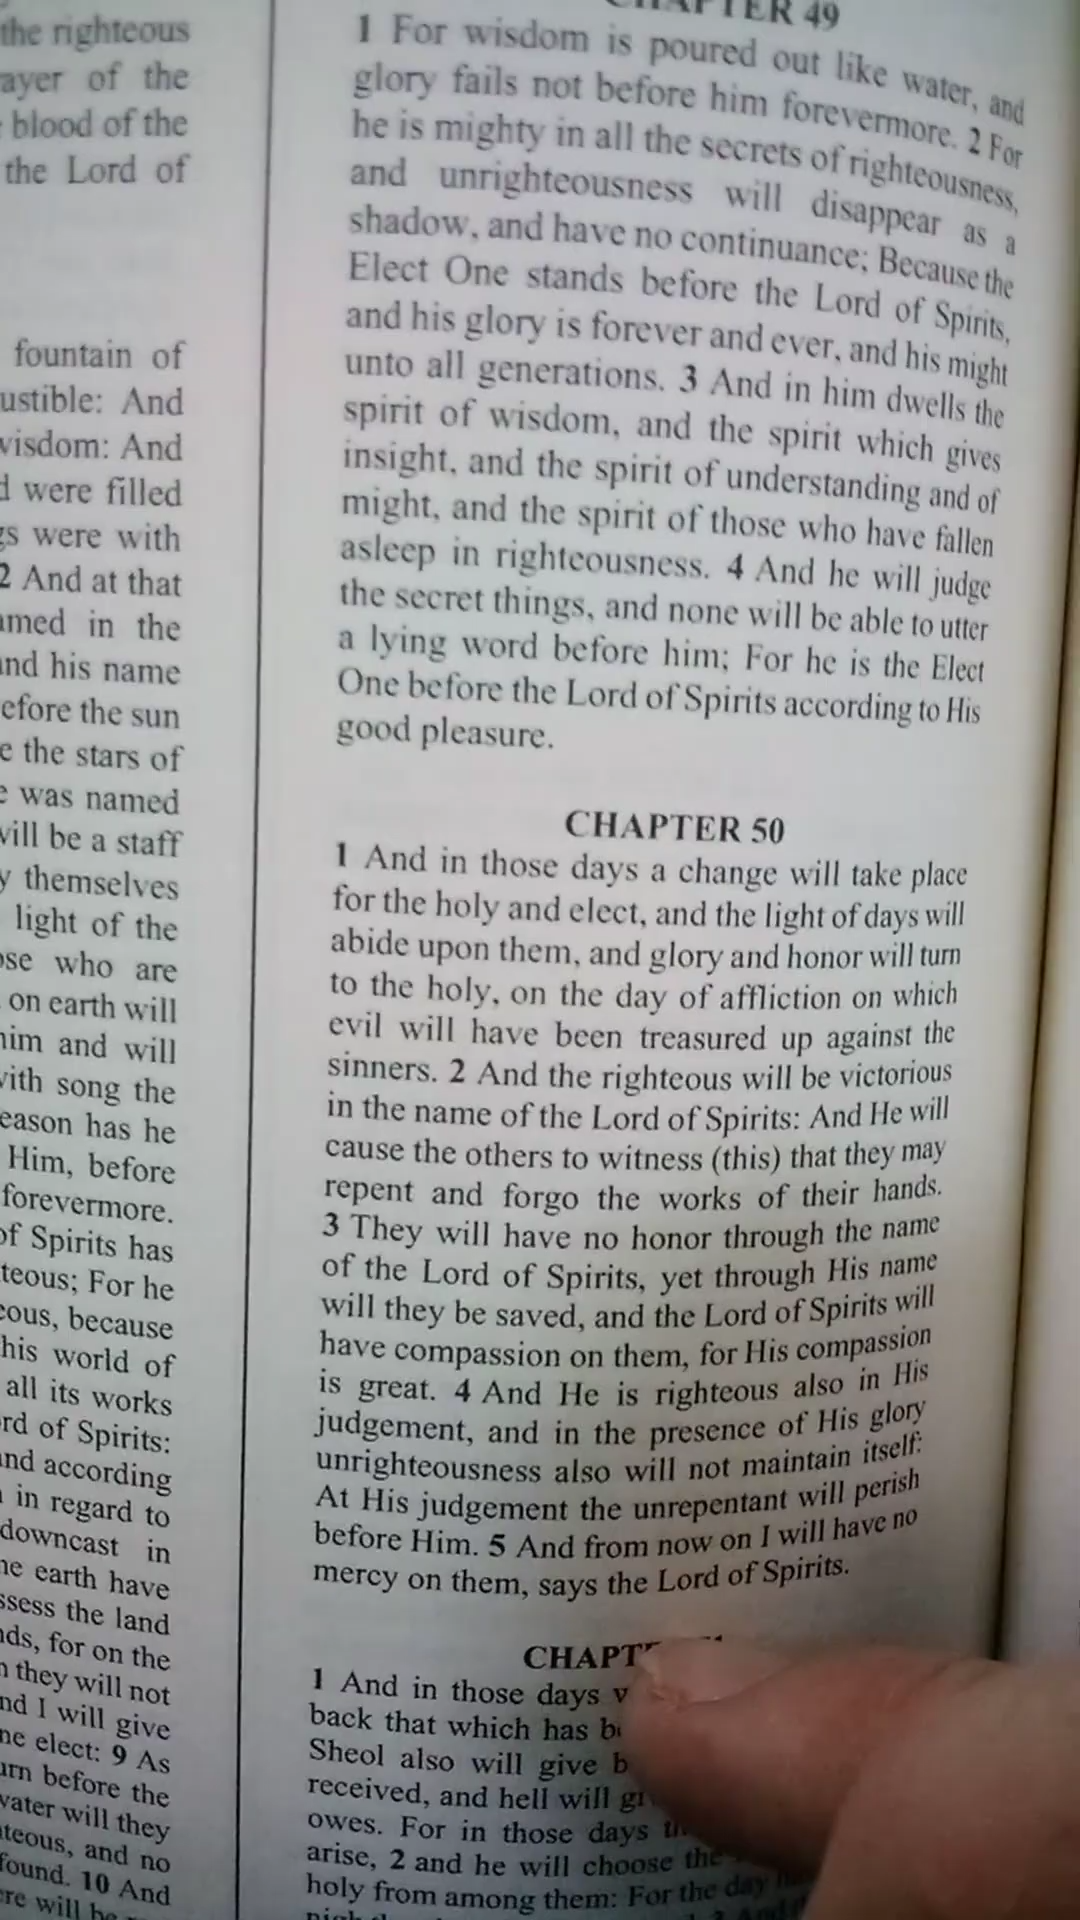 the righteous
ayer of the
blood of the
the Lord of
fountain of
ustible: And
wisdom: And
d were filled
gs were with
2 And at that
amed in the
and his name
efore the sun
e the stars of
e was named
will be a staff
y themselves
light of the
ose who are
on earth will
him and will
with song the
eason has he
Him, before
forevermore.
of Spirits has
teous; For he
eous, because
his world of
all its works
ord of Spirits:
and according
in regard to
downcast in
he earth have
ssess the land
nds, for on the
n they will not
nd I will give
he elect: 9 As
urn before the
water will they
teous, and no
found. 10 And
ere will be
CHAPTER 49
1 For wisdom is poured out like water, and
glory fails not before him forevermore. 2 For
he is mighty in all the secrets of righteousness,
and unrighteousness will disappear as a
shadow, and have no continuance; Because the
Elect One stands before the Lord of Spirits,
and his glory is forever and ever, and his might
unto all generations. 3 And in him dwells the
spirit of wisdom, and the spirit which gives
insight, and the spirit of understanding and of
might, and the spirit of those who have fallen
asleep in righteousness. 4 And he will judge
the secret things, and none will be able to utter
a lying word before him; For he is the Elect
One before the Lord of Spirits according to His
good pleasure.
CHAPTER 50
1 And in those days a change will take place
for the holy and elect, and the light of days will
abide upon them, and glory and honor will turn
to the holy, on the day of affliction on which
evil will have been treasured up against the
sinners. 2 And the righteous will be victorious
in the name of the Lord of Spirits: And He will
cause the others to witness (this) that they may
repent and forgo the works of their hands.
3 They will have no honor through the name
of the Lord of Spirits, yet through His name
will they be saved, and the Lord of Spirits will
have compassion on them, for His compassion
is great. 4 And He is righteous also in His
judgement, and in the presence of His glory
unrighteousness also will not maintain itself:
At His judgement the unrepentant will perish
before Him. 5 And from now on I will have no
mercy on them, says the Lord of Spirits.
CHAPT
1 And in those days
back that which has
Sheol also will give
received, and hell will
owes. For in those days
arise, 2 and he will choose the
holy from among them: For the day